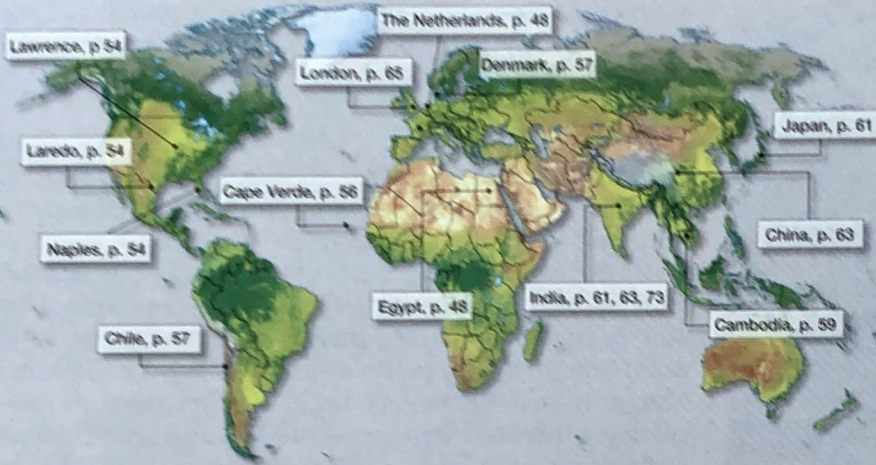 The Netherlands, p. 48
Lawrence, p 54
London, p. 65
Denmark, p. 57
Japan, p. 61
Laredo, p. 54
Cape Verde, p. 56
Naples, p. 54
China, p. 63
Egypt, p. 48
India, p. 61, 63, 73
Cambodia, p. 59
Chile, p. 57